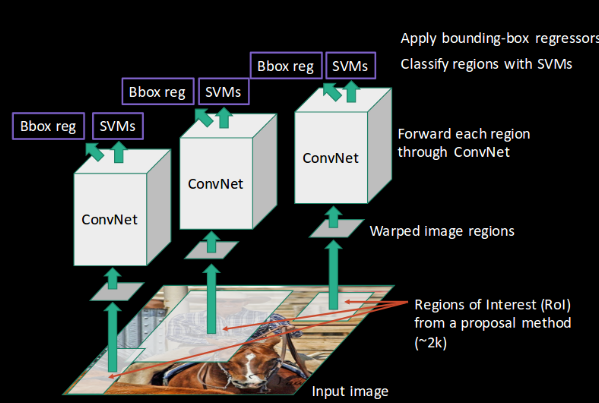 Apply bounding-box regressors
Bbox reg SVMs
Classify regions with SVMs
Bbox reg SVMs
Bbox reg SVMs
Forward each region
through ConvNet
ConvNet
ConvNet
ConvNet
Warped image regions
Regions of Interest (RoI)
from a proposal method
(~2k)
Input image